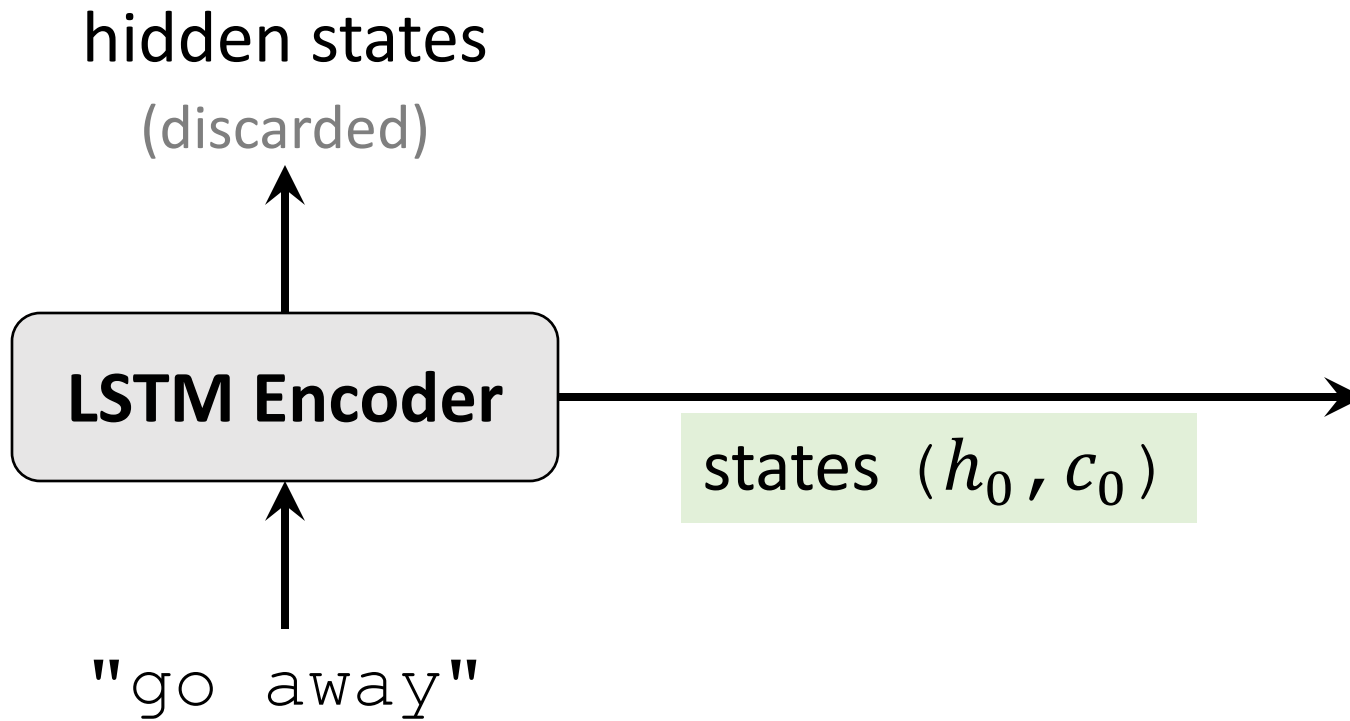 hidden states
(discarded)
LSTM Encoder
states (h₀, c₀)
"go away"